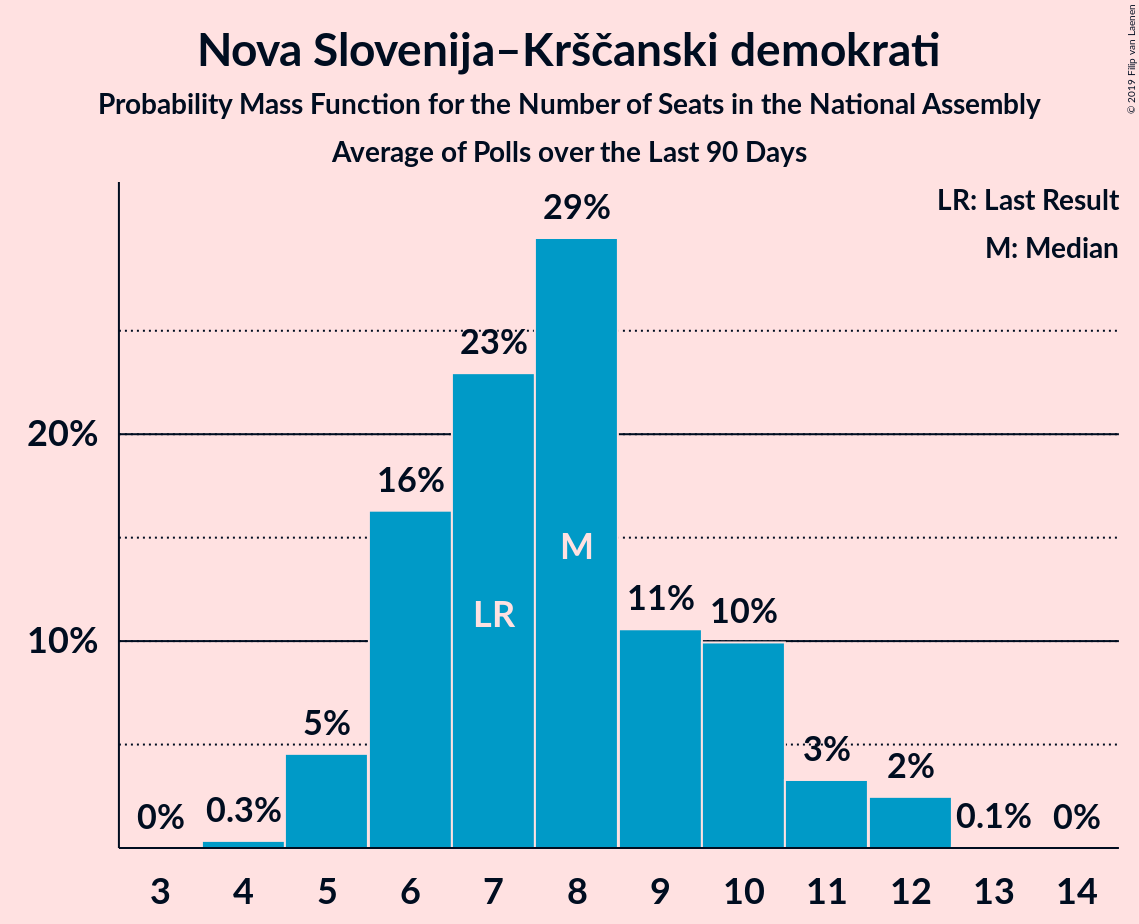 Nova Slovenija–Krščanski demokrati
Probability Mass Function for the Number of Seats in the National Assembly
Average of Polls over the Last 90 Days
© 2019 Filip van Laenen
LR: Last Result
M: Median
29%
23%
20%
16%
M
11%
10%
LR
10%
5%
3%
2%
0%
0.3%
0.1%
0%
3 4 5 6 7 8 9 10 11 12 13 14